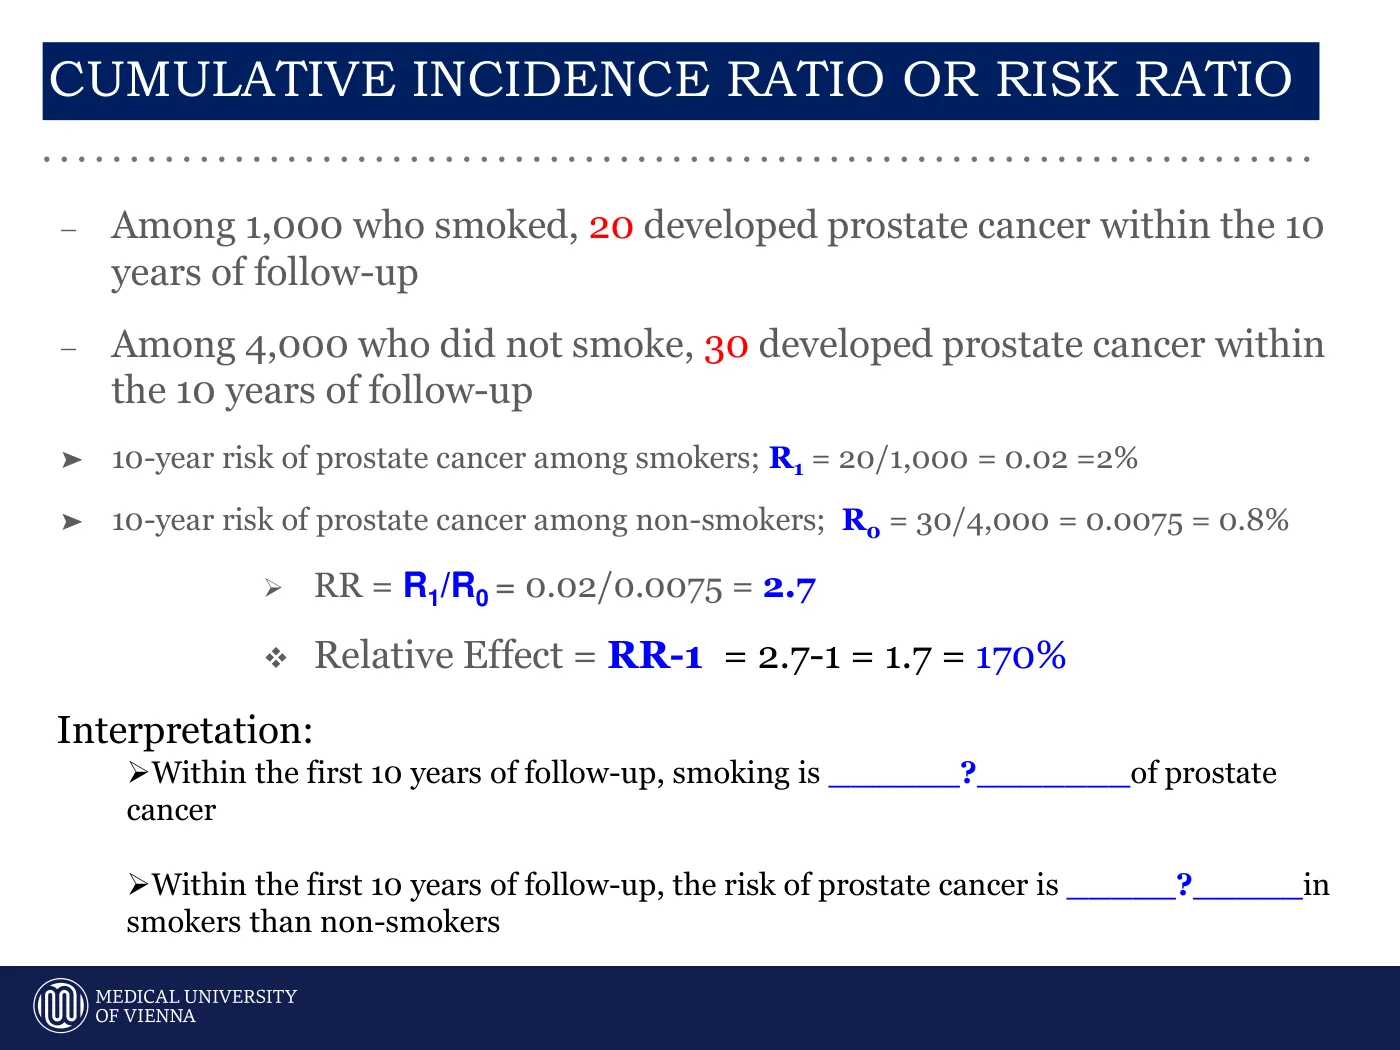 CUMULATIVE INCIDENCE RATIO OR RISK RATIO
– Among 1,000 who smoked, 20 developed prostate cancer within the 10
years of follow-up
– Among 4,000 who did not smoke, 30 developed prostate cancer within
the 10 years of follow-up
➤ 10-year risk of prostate cancer among smokers; R₁ = 20/1,000 = 0.02 =2%
➤ 10-year risk of prostate cancer among non-smokers; R₀ = 30/4,000 = 0.0075 = 0.8%
➢ RR = R₁/R₀ = 0.02/0.0075 = 2.7
❖ Relative Effect = RR-1 = 2.7-1 = 1.7 = 170%
Interpretation:
➢Within the first 10 years of follow-up, smoking is ______?_______of prostate
cancer
➢Within the first 10 years of follow-up, the risk of prostate cancer is _____?_____in
smokers than non-smokers
MEDICAL UNIVERSITY
OF VIENNA